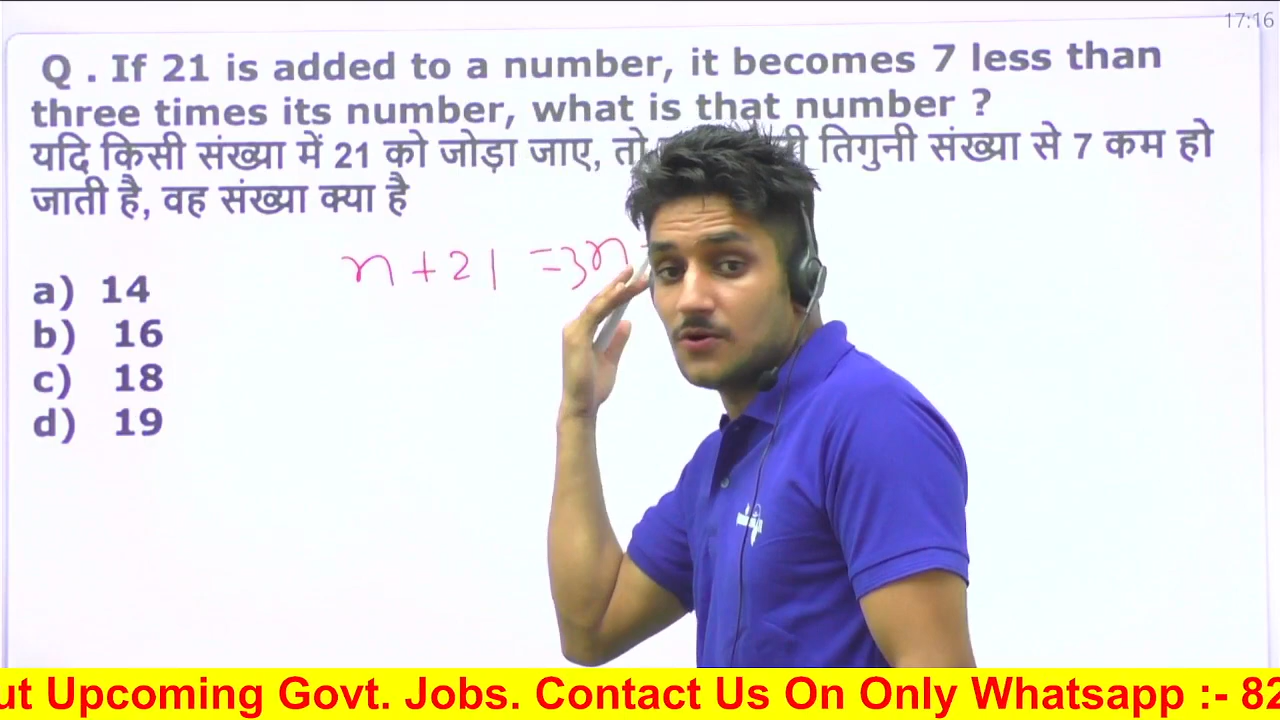 17:16
Q . If 21 is added to a number, it becomes 7 less than
three times its number, what is that number ?
यदि किसी संख्या में 21 को जोड़ा जाए, तो तिगुनी संख्या से 7 कम हो
जाती है, वह संख्या क्या है
n + 21 = 3n
a) 14
b) 16
c) 18
d) 19
ut Upcoming Govt. Jobs. Contact Us On Only Whatsapp :- 82